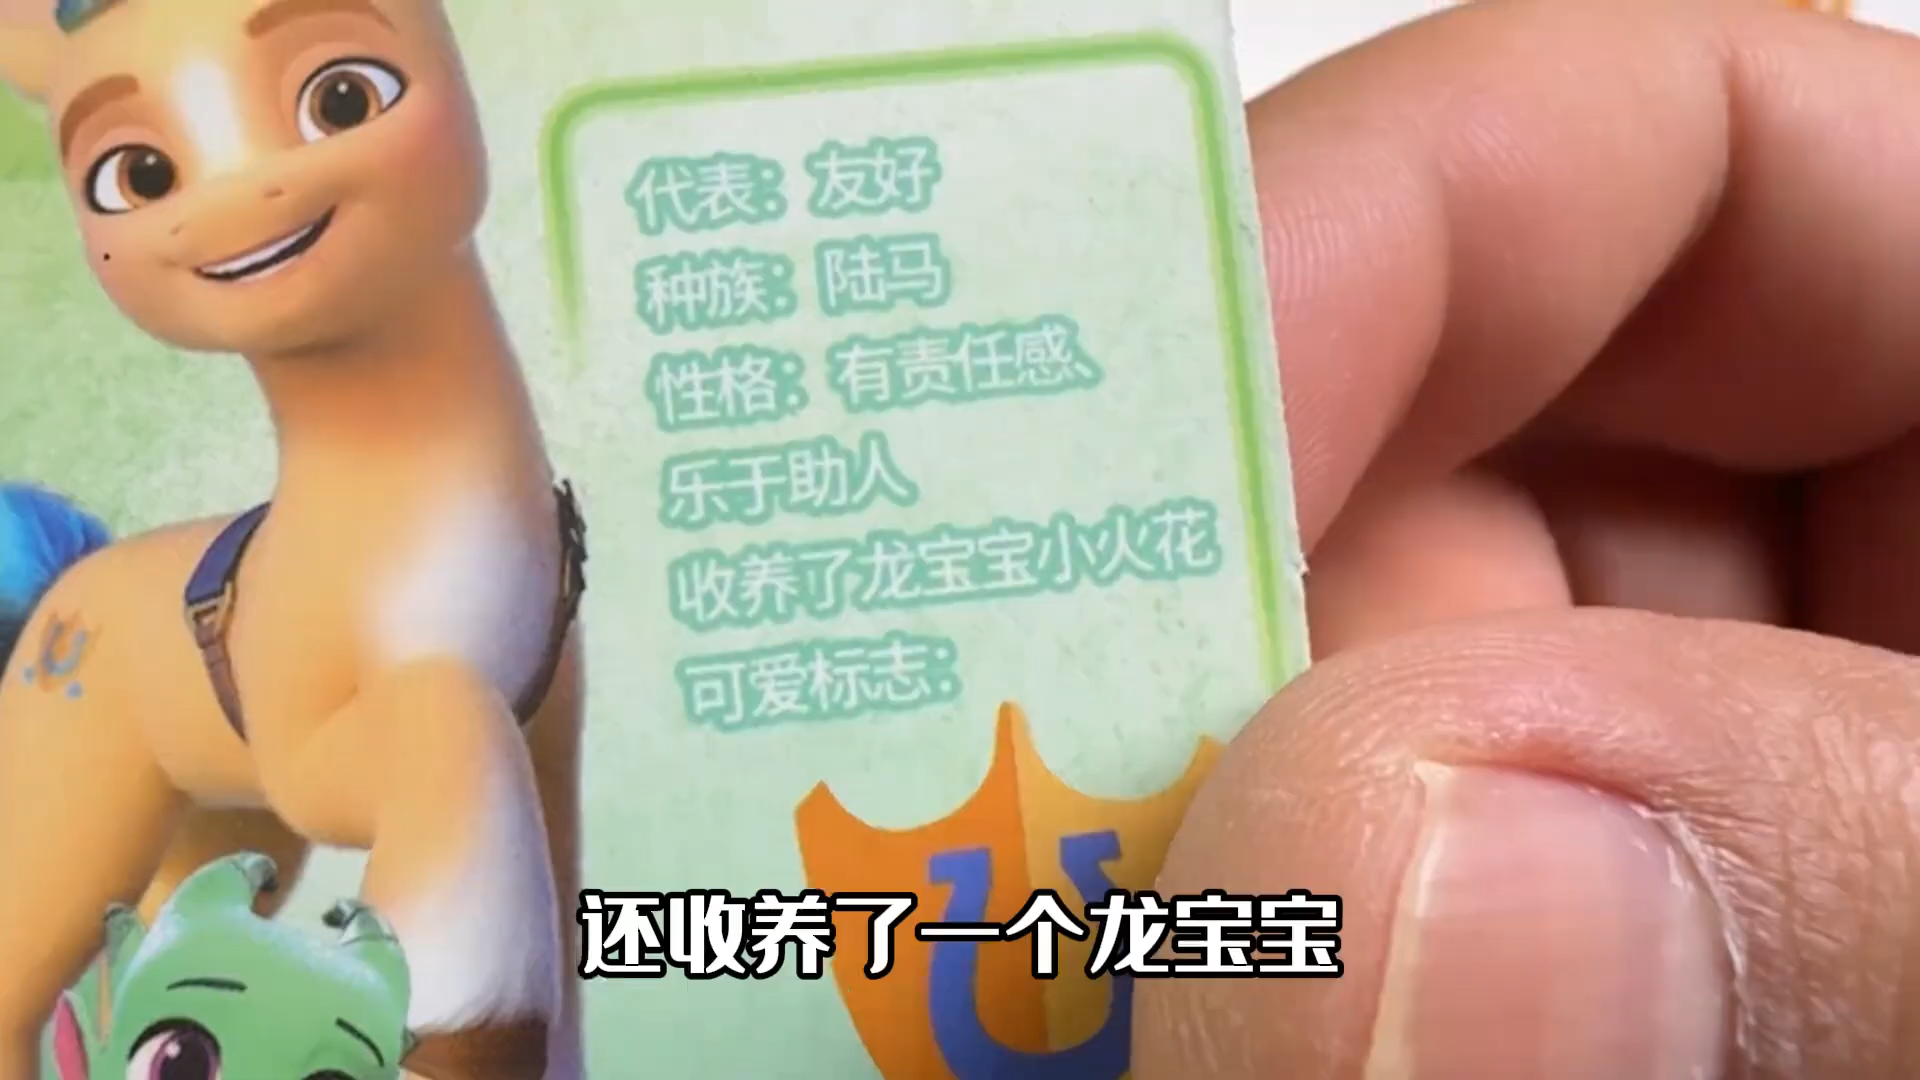 代表：友好
种族：陆马
性格：有责任感、
乐于助人
收养了龙宝宝小火花
可爱标志：
还收养了一个龙宝宝